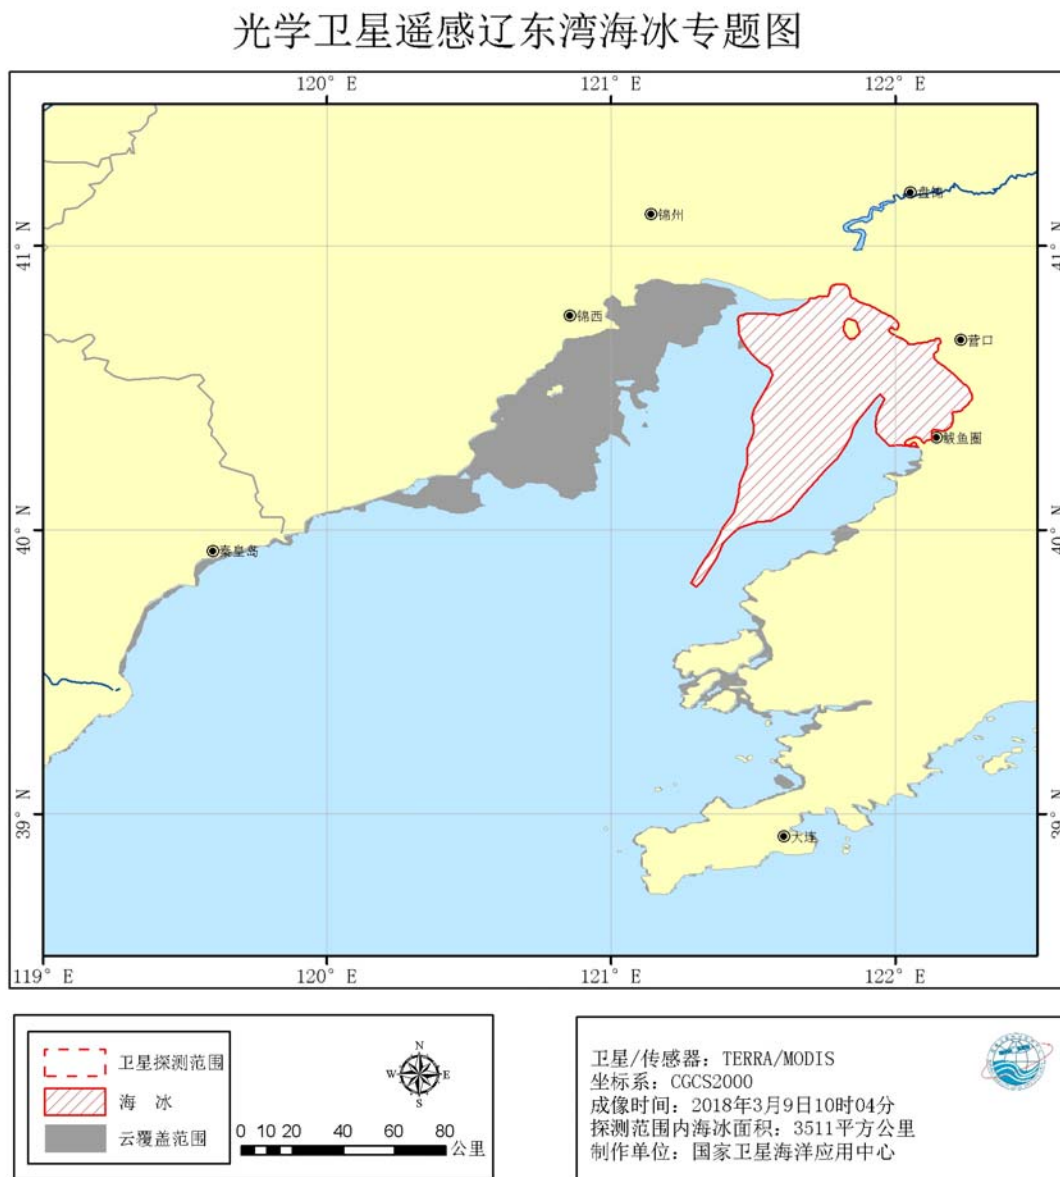 光学卫星遥感辽东湾海冰专题图
120° E 121° E 122° E
盘锦
锦州
41° N 41° N
锦西
营口
鲅鱼圈
40° N 40° N
秦皇岛
39° N 39° N
大连
119° E 120° E 121° E 122° E
卫星探测范围
海 冰
云覆盖范围
N
W E
S
0 10 20 40 60 80
公里
卫星/传感器: TERRA/MODIS
坐标系: CGCS2000
成像时间: 2018年3月9日10时04分
探测范围内海冰面积: 3511平方公里
制作单位: 国家卫星海洋应用中心